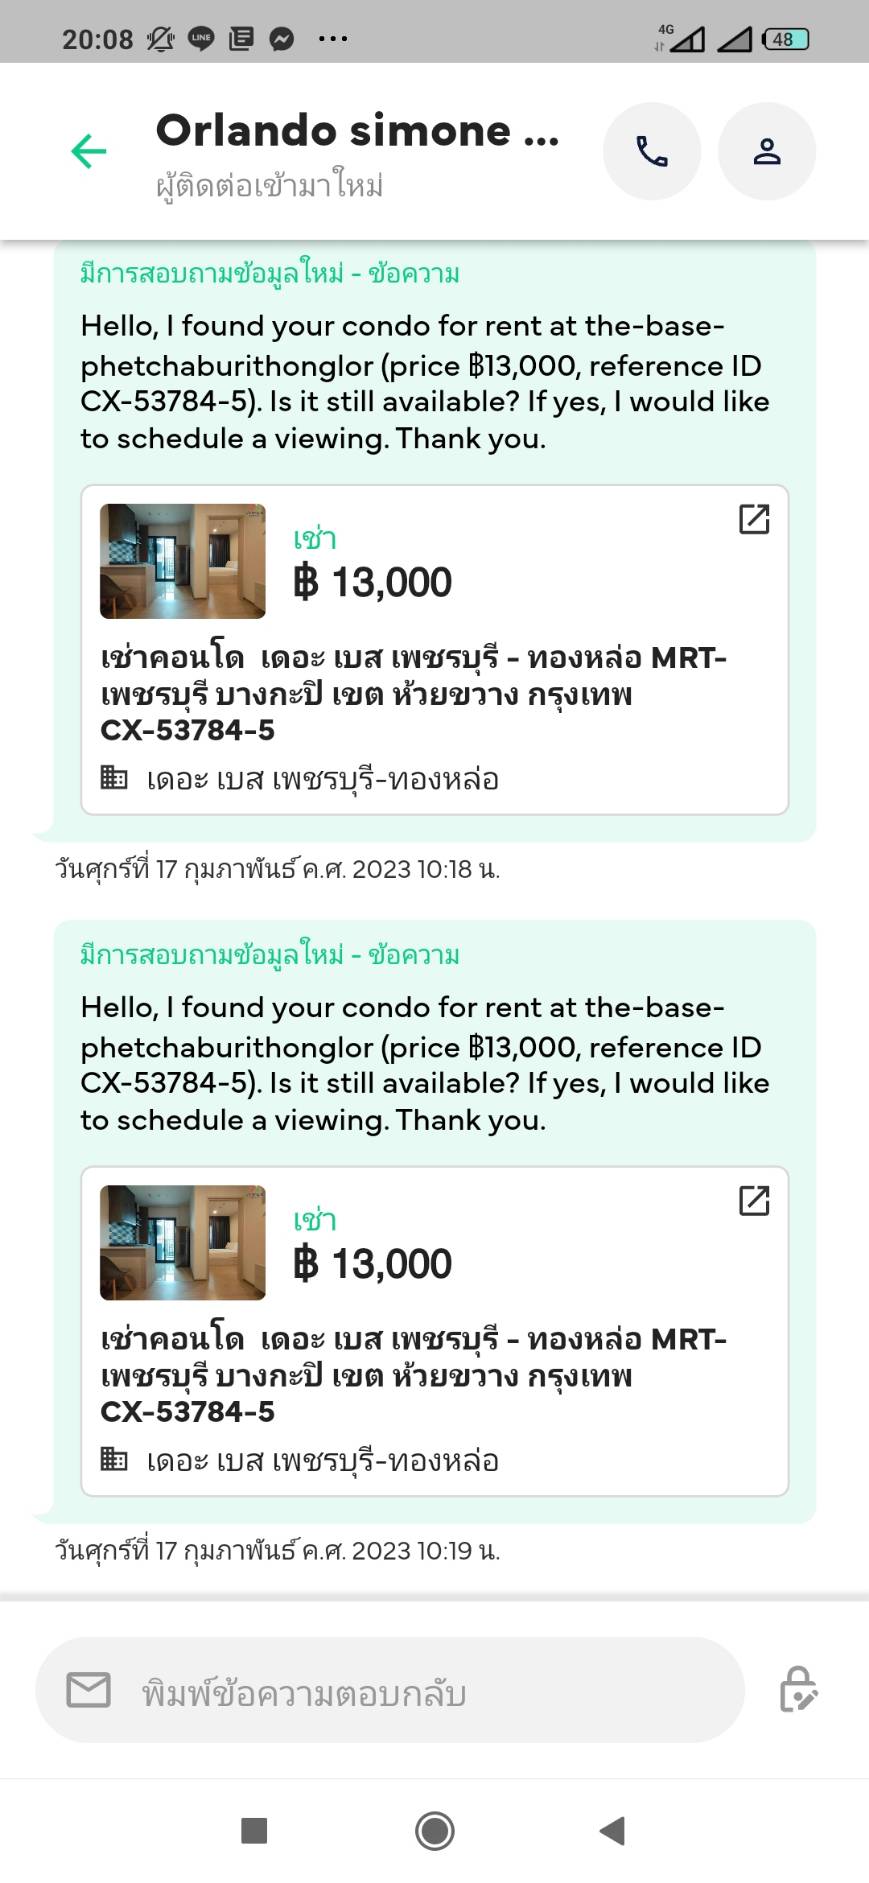 20:08
LINE
4G
48
Orlando simone ...
ผู้ติดต่อเข้ามาใหม่
มีการสอบถามข้อมูลใหม่ - ข้อความ
Hello, I found your condo for rent at the-base-
phetchaburithonglor (price ฿13,000, reference ID
CX-53784-5). Is it still available? If yes, I would like
to schedule a viewing. Thank you.
เช่า
฿ 13,000
เช่าคอนโด เดอะ เบส เพชรบุรี - ทองหล่อ MRT-
เพชรบุรี บางกะปิ เขต ห้วยขวาง กรุงเทพ
CX-53784-5
เดอะ เบส เพชรบุรี-ทองหล่อ
วันศุกร์ที่ 17 กุมภาพันธ์ ค.ศ. 2023 10:18 น.
มีการสอบถามข้อมูลใหม่ - ข้อความ
Hello, I found your condo for rent at the-base-
phetchaburithonglor (price ฿13,000, reference ID
CX-53784-5). Is it still available? If yes, I would like
to schedule a viewing. Thank you.
เช่า
฿ 13,000
เช่าคอนโด เดอะ เบส เพชรบุรี - ทองหล่อ MRT-
เพชรบุรี บางกะปิ เขต ห้วยขวาง กรุงเทพ
CX-53784-5
เดอะ เบส เพชรบุรี-ทองหล่อ
วันศุกร์ที่ 17 กุมภาพันธ์ ค.ศ. 2023 10:19 น.
พิมพ์ข้อความตอบกลับ